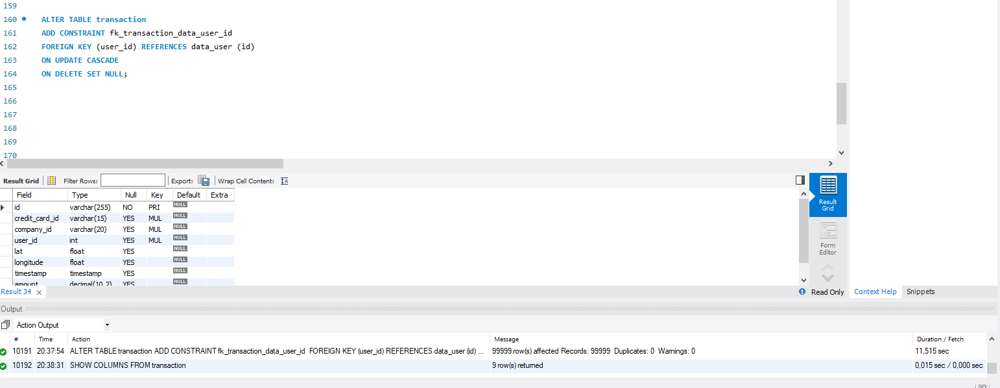 159
160 ALTER TABLE transaction
161 ADD CONSTRAINT fk_transaction_data_user_id
162 FOREIGN KEY (user_id) REFERENCES data_user (id)
163 ON UPDATE CASCADE
164 ON DELETE SET NULL;
165
166
167
168
169
170
Result Grid Filter Rows: Export: Wrap Cell Content:
Field Type Null Key Default Extra
id varchar(255) NO PRI NULL
credit_card_id varchar(15) YES MUL NULL
company_id varchar(20) YES MUL NULL
user_id int YES MUL NULL
lat float YES NULL
longitude float YES NULL
timestamp timestamp YES NULL
amount decimal(10,2) YES NULL
Result Grid
Form Editor
Result 34 Read Only Context Help Snippets
Output
Action Output
# Time Action Message Duration / Fetch
10191 20:37:54 ALTER TABLE transaction ADD CONSTRAINT fk_transaction_data_user_id FOREIGN KEY (user_id) REFERENCES data_user (id) ... 99999 row(s) affected Records: 99999 Duplicates: 0 Warnings: 0 11,515 sec
10192 20:38:31 SHOW COLUMNS FROM transaction 9 row(s) returned 0,015 sec / 0,000 sec